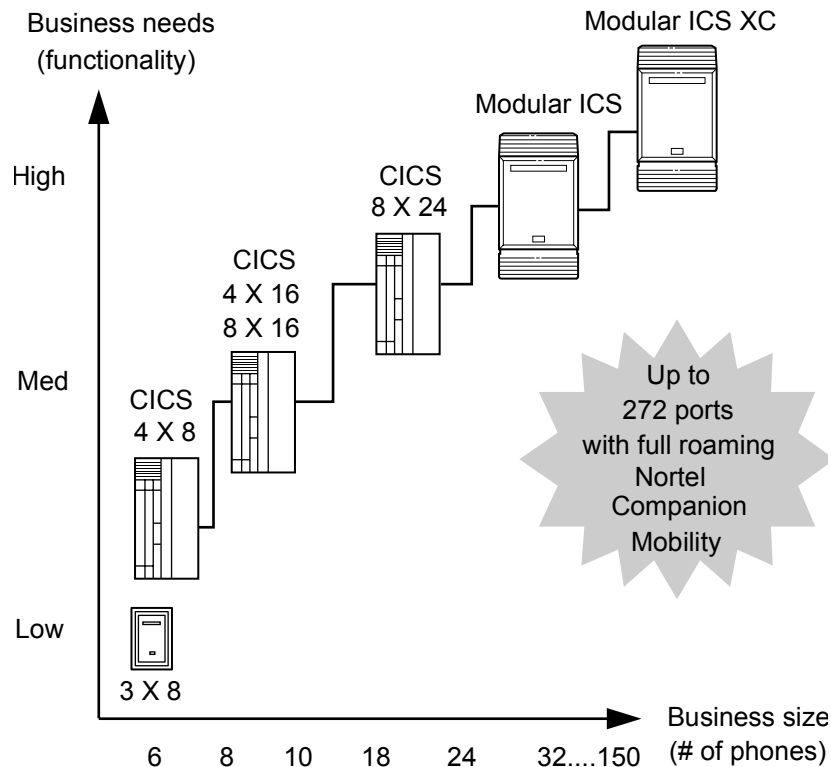 Business needs
(functionality)
Modular ICS XC
Modular ICS
High
CICS
8 X 24
CICS
4 X 16
8 X 16
Med
CICS
4 X 8
Up to
272 ports
with full roaming
Nortel
Companion
Mobility
Low
3 X 8
Business size
6 8 10 18 24 32....150 (# of phones)